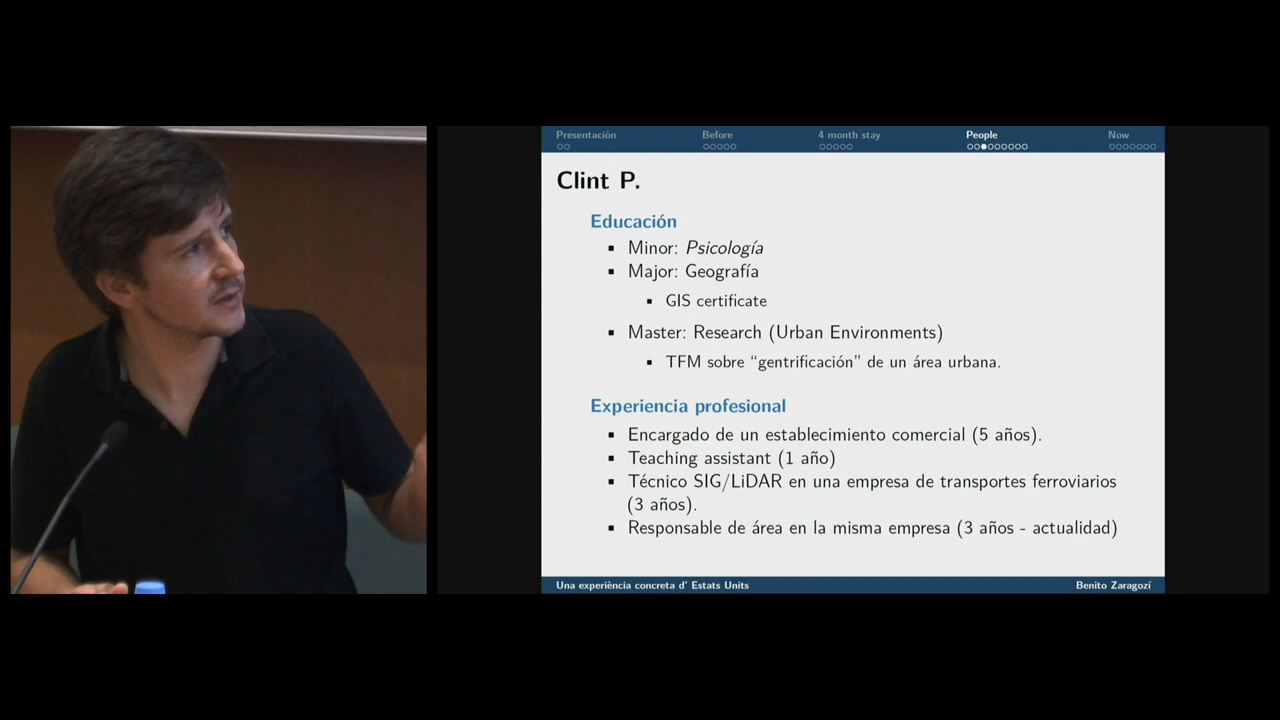 Presentación Before 4 month stay People Now
Clint P.
Educación
▪ Minor: Psicología
▪ Major: Geografía
▪ GIS certificate
▪ Master: Research (Urban Environments)
▪ TFM sobre “gentrificación” de un área urbana.
Experiencia profesional
▪ Encargado de un establecimiento comercial (5 años).
▪ Teaching assistant (1 año)
▪ Técnico SIG/LiDAR en una empresa de transportes ferroviarios
(3 años).
▪ Responsable de área en la misma empresa (3 años - actualidad)
Una experiència concreta d' Estats Units Benito Zaragozí